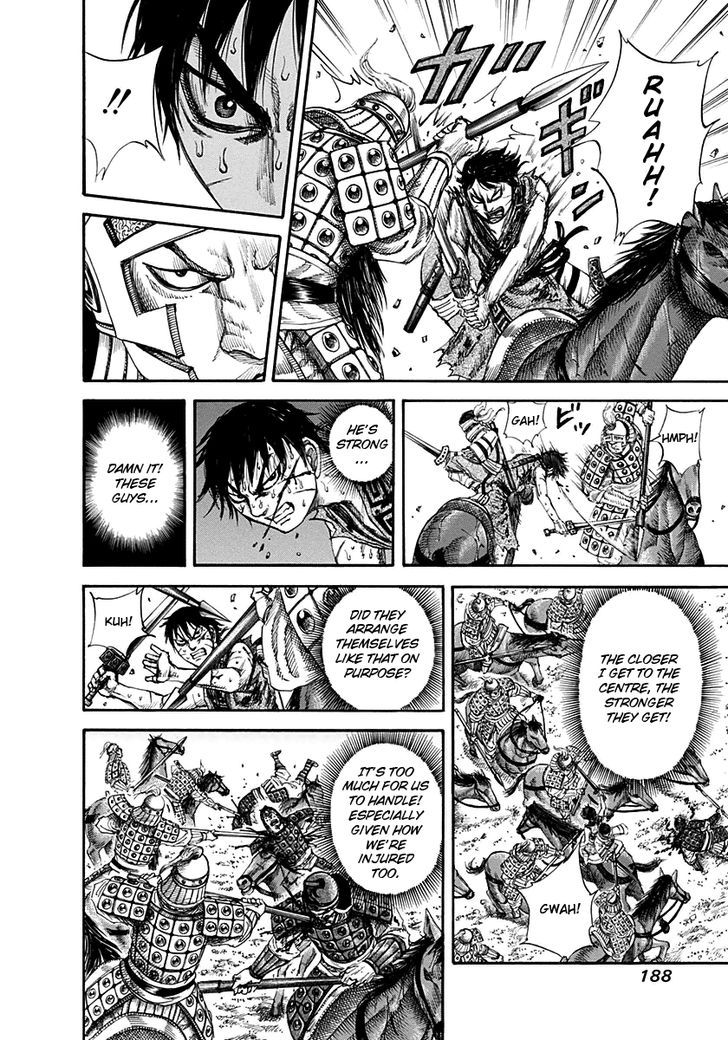 RUAHH!
ガギン
!!
HMPH!
ビッ
GAH!
HE'S
STRONG
...
DAMN IT!
THESE
GUYS...
THE CLOSER
I GET TO THE
CENTRE, THE
STRONGER
THEY GET!
GWAH!
DID THEY
ARRANGE
THEMSELVES
LIKE THAT ON
PURPOSE?
KUH!
IT'S TOO
MUCH FOR US
TO HANDLE!
ESPECIALLY
GIVEN HOW
WE'RE
INJURED
TOO.
188